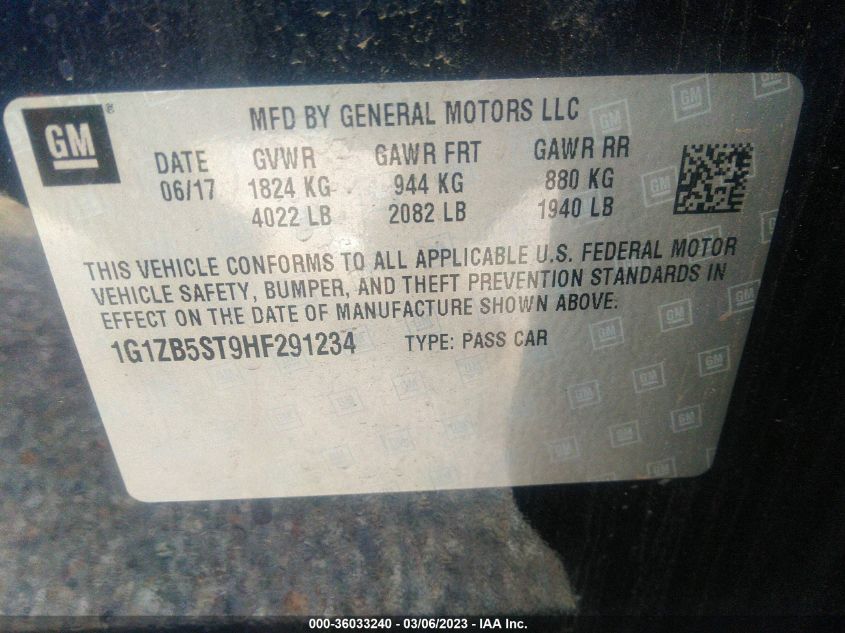 GM
MFD BY GENERAL MOTORS LLC
DATE GVWR GAWR FRT GAWR RR
06/17 1824 KG 944 KG 880 KG
4022 LB 2082 LB 1940 LB
THIS VEHICLE CONFORMS TO ALL APPLICABLE U.S. FEDERAL MOTOR
VEHICLE SAFETY, BUMPER, AND THEFT PREVENTION STANDARDS IN
EFFECT ON THE DATE OF MANUFACTURE SHOWN ABOVE.
1G1ZB5ST9HF291234 TYPE: PASS CAR
000-36033240 - 03/06/2023 - IAA Inc.